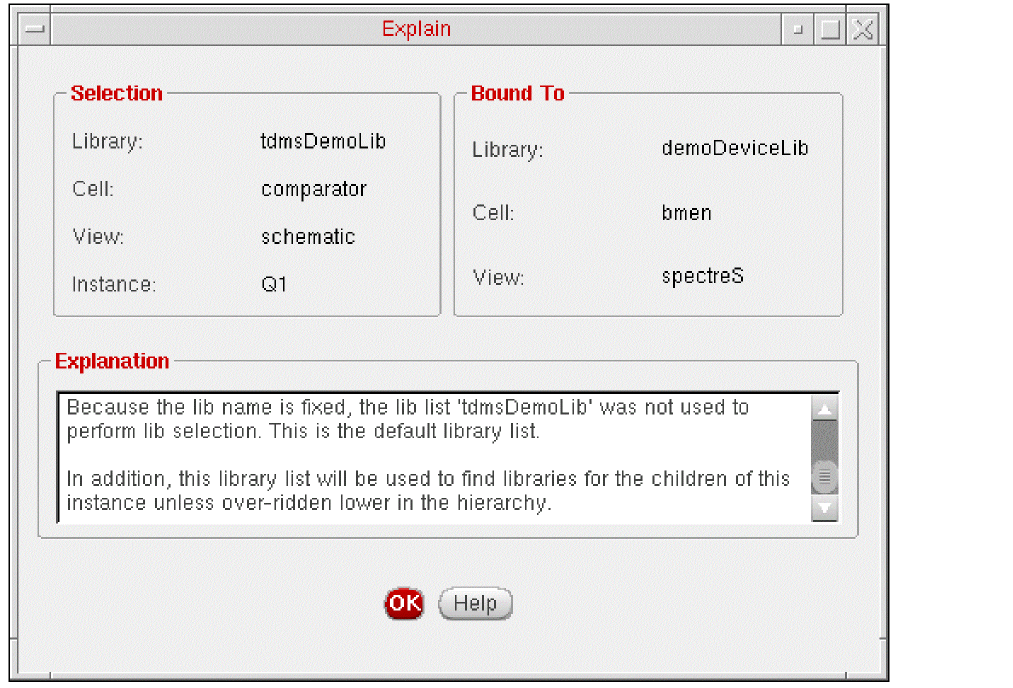 Explain
Selection
Library: tdmsDemoLib
Cell: comparator
View: schematic
Instance: Q1
Bound To
Library: demoDeviceLib
Cell: bmen
View: spectreS
Explanation
Because the lib name is fixed, the lib list 'tdmsDemoLib' was not used to
perform lib selection. This is the default library list.
In addition, this library list will be used to find libraries for the children of this
instance unless over-ridden lower in the hierarchy.
OK Help